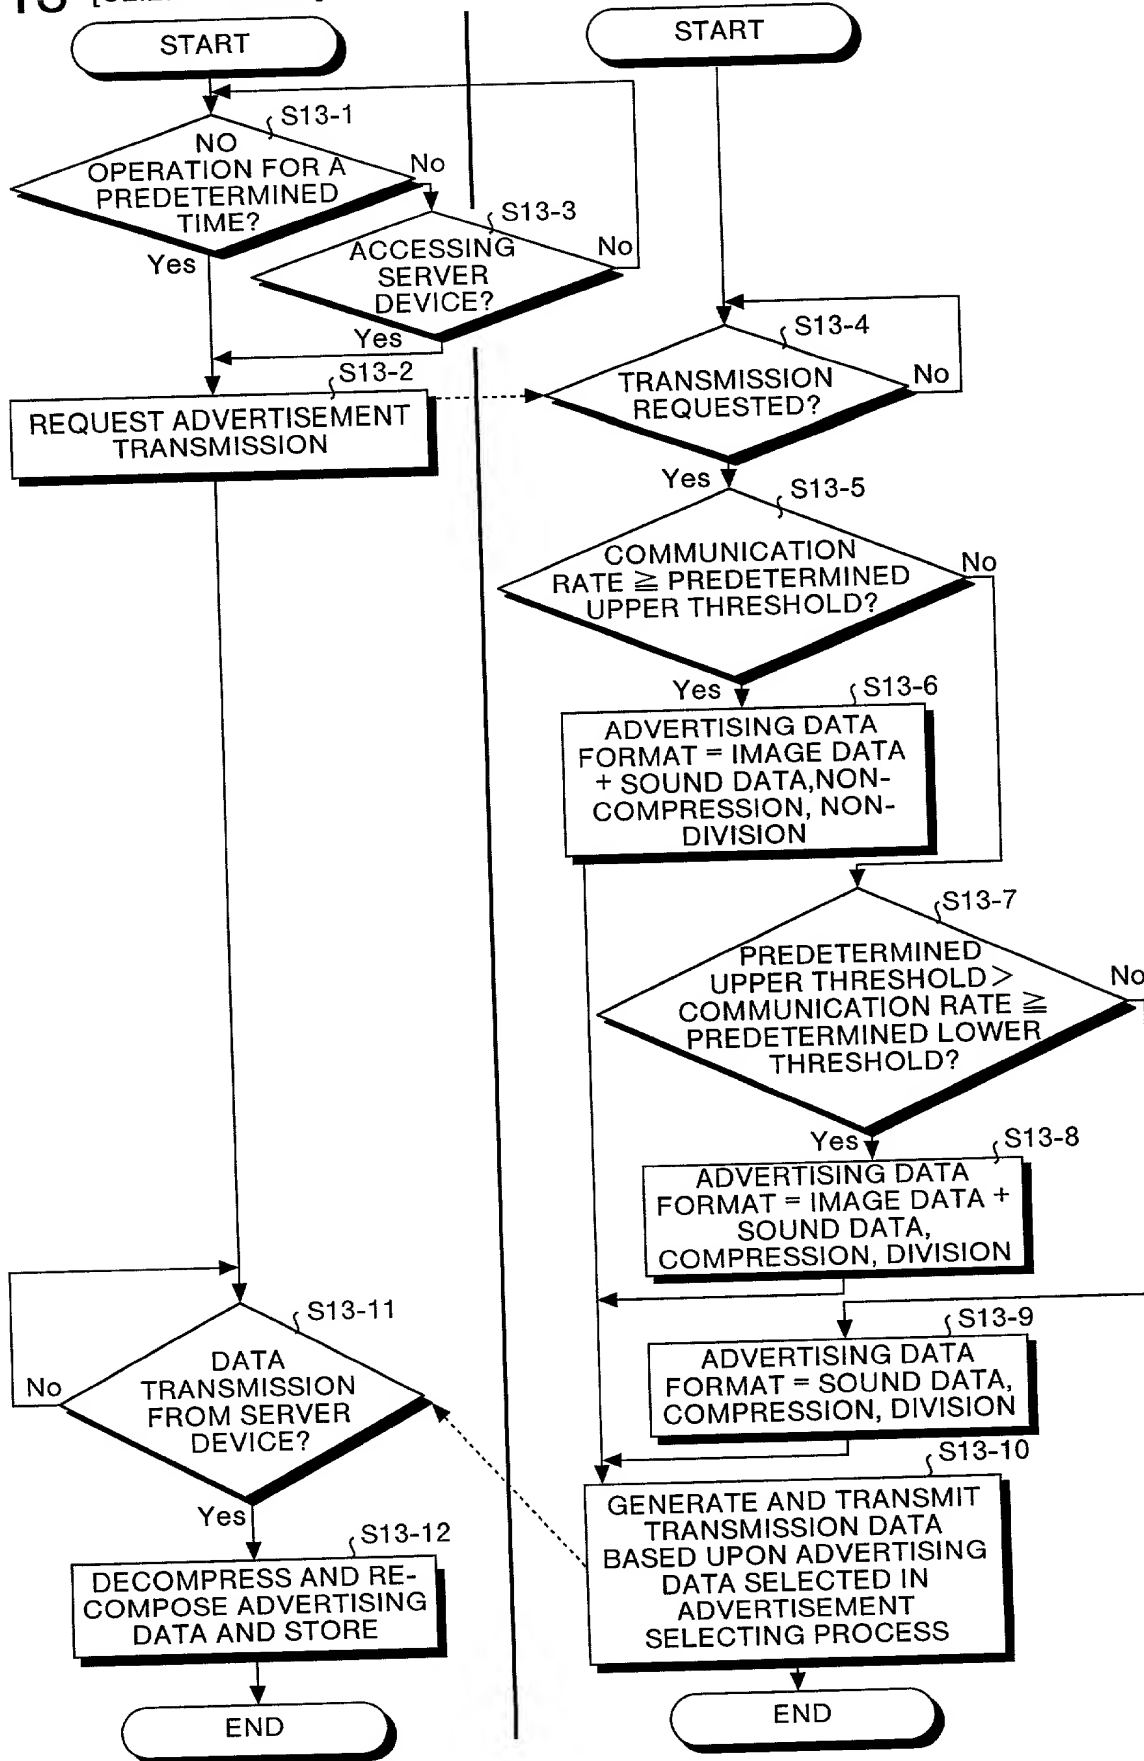 START
S13-1
NO
OPERATION FOR A
PREDETERMINED
TIME?
No
Yes
S13-3
ACCESSING
SERVER
DEVICE?
No
Yes
S13-2
REQUEST ADVERTISEMENT
TRANSMISSION
S13-11
DATA
TRANSMISSION
FROM SERVER
DEVICE?
No
Yes
S13-12
DECOMPRESS AND RE-
COMPOSE ADVERTISING
DATA AND STORE
END
START
S13-4
TRANSMISSION
REQUESTED?
No
Yes
S13-5
COMMUNICATION
RATE ≧ PREDETERMINED
UPPER THRESHOLD?
No
Yes
S13-6
ADVERTISING DATA
FORMAT = IMAGE DATA
+ SOUND DATA,NON-
COMPRESSION, NON-
DIVISION
S13-7
PREDETERMINED
UPPER THRESHOLD >
COMMUNICATION RATE ≧
PREDETERMINED LOWER
THRESHOLD?
No
Yes
S13-8
ADVERTISING DATA
FORMAT = IMAGE DATA +
SOUND DATA,
COMPRESSION, DIVISION
S13-9
ADVERTISING DATA
FORMAT = SOUND DATA,
COMPRESSION, DIVISION
S13-10
GENERATE AND TRANSMIT
TRANSMISSION DATA
BASED UPON ADVERTISING
DATA SELECTED IN
ADVERTISEMENT
SELECTING PROCESS
END